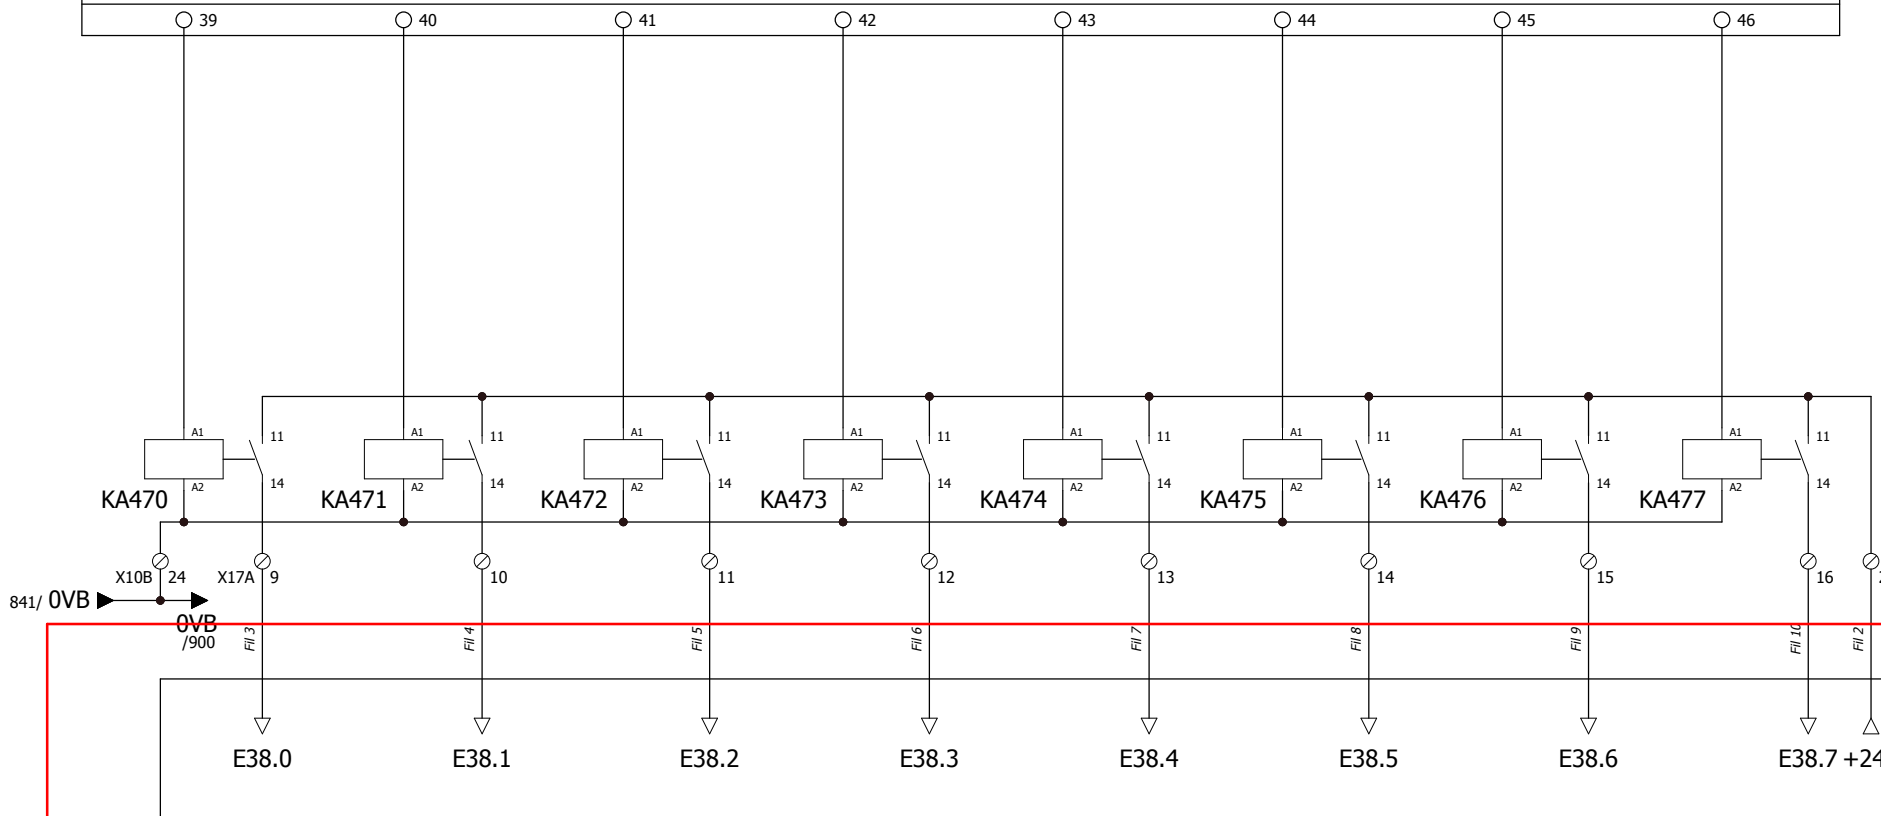 39 40 41 42 43 44 45 46
A1 11 A1 11 A1 11 A1 11 A1 11 A1 11 A1 11 A1 11
A2 14 A2 14 A2 14 A2 14 A2 14 A2 14 A2 14 A2 14
KA470 KA471 KA472 KA473 KA474 KA475 KA476 KA477
X10B 24 X17A 9 10 11 12 13 14 15 16
841/ 0VB
0VB
/900
Fil 3 Fil 4 Fil 5 Fil 6 Fil 7 Fil 8 Fil 9 Fil 10 Fil 2
E38.0 E38.1 E38.2 E38.3 E38.4 E38.5 E38.6 E38.7 +24